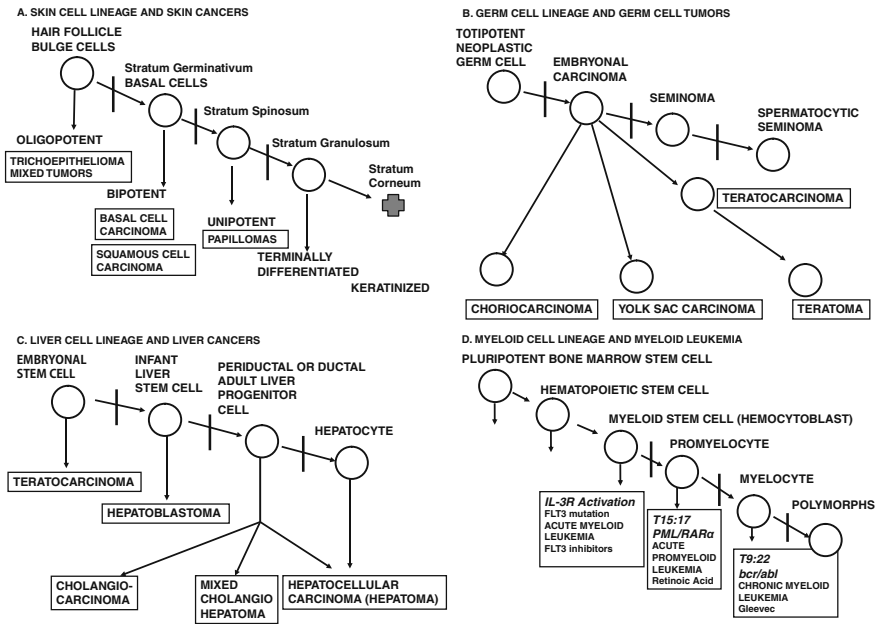 A. SKIN CELL LINEAGE AND SKIN CANCERS
HAIR FOLLICLE
BULGE CELLS
Stratum Germinativum
BASAL CELLS
Stratum Spinosum
Stratum Granulosum
Stratum
Corneum
OLIGOPOTENT
TRICHOEPITHELIOMA
MIXED TUMORS
BIPOTENT
BASAL CELL
CARCINOMA
SQUAMOUS CELL
CARCINOMA
UNIPOTENT
PAPILLOMAS
TERMINALLY
DIFFERENTIATED
KERATINIZED
B. GERM CELL LINEAGE AND GERM CELL TUMORS
TOTIPOTENT
NEOPLASTIC
GERM CELL
EMBRYONAL
CARCINOMA
SEMINOMA
SPERMATOCYTIC
SEMINOMA
TERATOCARCINOMA
CHORIOCARCINOMA
YOLK SAC CARCINOMA
TERATOMA
C. LIVER CELL LINEAGE AND LIVER CANCERS
EMBRYONAL
STEM CELL
INFANT
LIVER
STEM CELL
PERIDUCTAL OR DUCTAL
ADULT LIVER
PROGENITOR
CELL
HEPATOCYTE
TERATOCARCINOMA
HEPATOBLASTOMA
CHOLANGIO-
CARCINOMA
MIXED
CHOLANGIO
HEPATOMA
HEPATOCELLULAR
CARCINOMA (HEPATOMA)
D. MYELOID CELL LINEAGE AND MYELOID LEUKEMIA
PLURIPOTENT BONE MARROW STEM CELL
HEMATOPOIETIC STEM CELL
MYELOID STEM CELL (HEMOCYTOBLAST)
PROMYELOCYTE
MYELOCYTE
POLYMORPHS
IL-3R Activation
FLT3 mutation
ACUTE MYELOID
LEUKEMIA
FLT3 inhibitors
T15:17
PML/RARα
ACUTE
PROMYELOID
LEUKEMIA
Retinoic Acid
T9:22
bcr/abl
CHRONIC MYELOID
LEUKEMIA
Gleevec